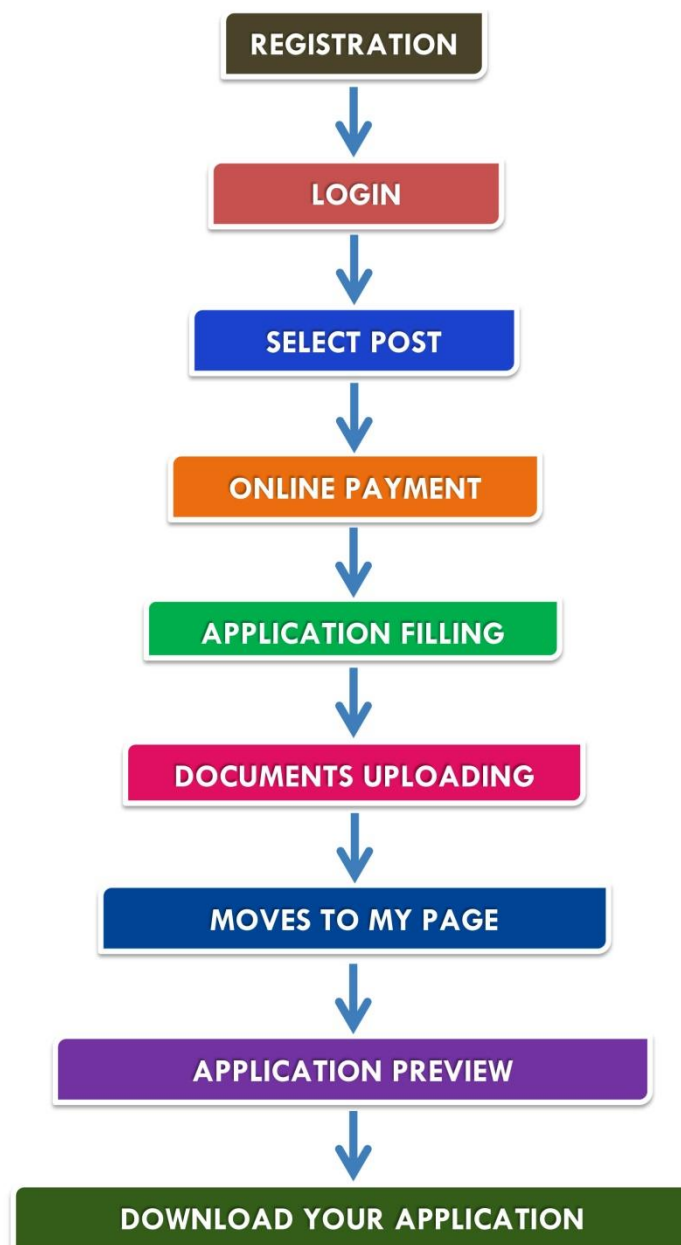 REGISTRATION
LOGIN
SELECT POST
ONLINE PAYMENT
APPLICATION FILLING
DOCUMENTS UPLOADING
MOVES TO MY PAGE
APPLICATION PREVIEW
DOWNLOAD YOUR APPLICATION